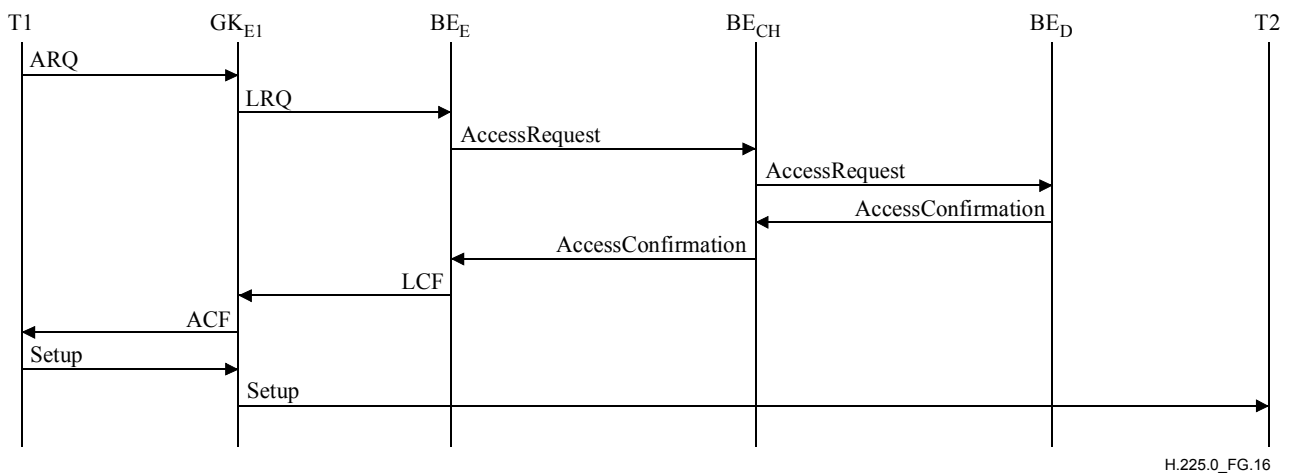 T1 GK_E1 BE_E BE_CH BE_D T2
ARQ
LRQ
AccessRequest
AccessRequest
AccessConfirmation
AccessConfirmation
LCF
ACF
Setup
Setup
H.225.0_FG.16